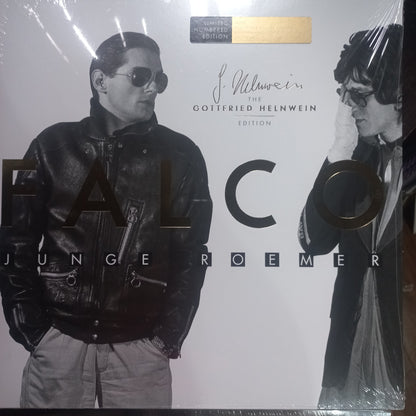 LIMITED
NUMBERED
EDITION
G. Helnwein
THE
GOTTFRIED HELNWEIN
EDITION
FALCO
JUNGE ROEMER